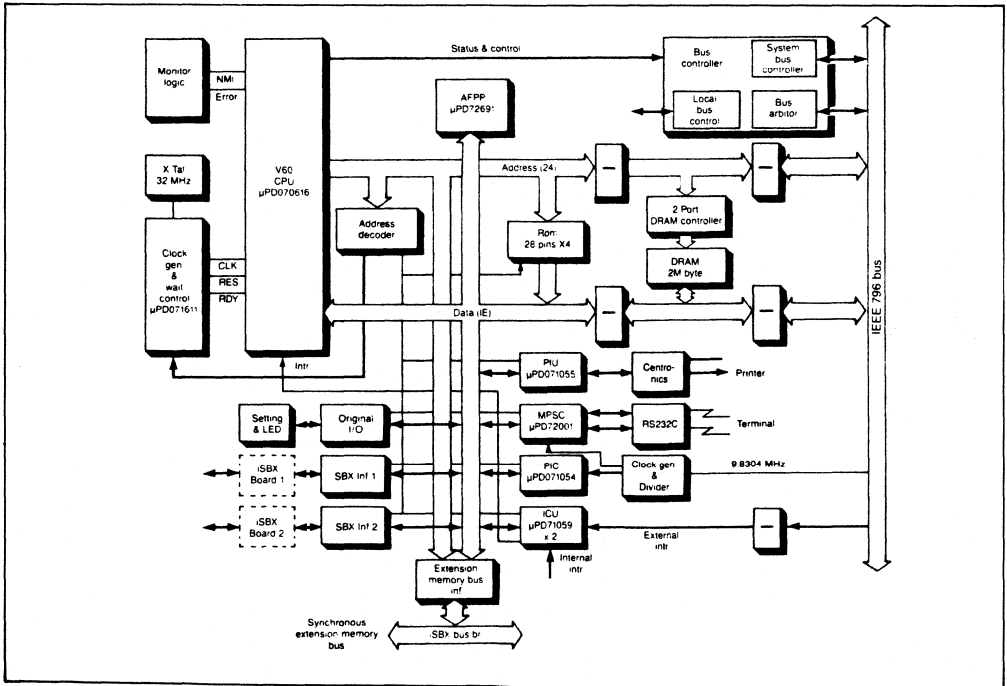 Status & control
Monitor
logic
NMI
Error
V60
CPU
µPD070616
AFPP
µPD72691
Bus
controller
System
bus
controller
Local
bus
control
Bus
arbitor
X Tal
32 MHz
Address (24)
Address
decoder
Rom
28 pins X4
2 Port
DRAM controller
DRAM
2M byte
Clock
gen
&
wait
control
µPD071611
CLK
RES
RDY
Data (IE)
IEEE 796 bus
Intr
PIU
µPD071055
Centro-
nics
Printer
Setting
& LED
Original
I/O
MPSC
µPD72001
RS232C
Terminal
iSBX
Board 1
SBX Inf 1
PIC
µPD071054
Clock gen
&
Divider
9.8304 MHz
iSBX
Board 2
SBX Inf 2
ICU
µPD71059
x 2
External
intr
Internal
intr
Extension
memory bus
inf
Synchronous
extension memory
bus
iSBX bus br